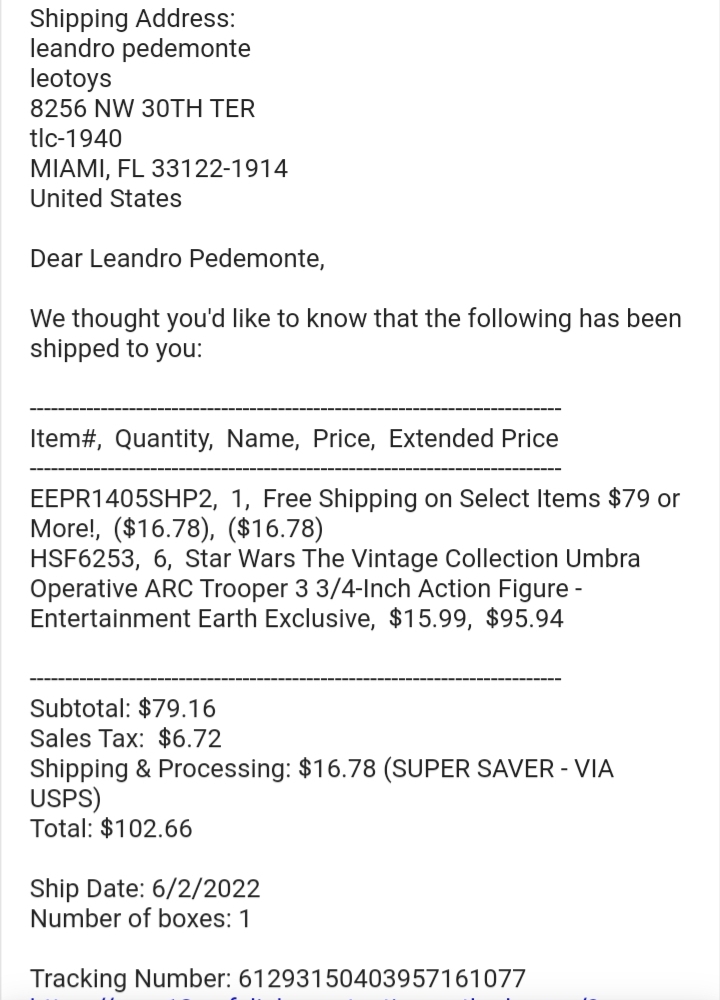 Shipping Address:
leandro pedemonte
leotoys
8256 NW 30TH TER
tlc-1940
MIAMI, FL 33122-1914
United States
Dear Leandro Pedemonte,
We thought you'd like to know that the following has been
shipped to you:
----------------------------------------------------------------------------
Item#,  Quantity,  Name,  Price,  Extended Price
----------------------------------------------------------------------------
EEPR1405SHP2,  1,  Free Shipping on Select Items $79 or
More!,  ($16.78),  ($16.78)
HSF6253,  6,  Star Wars The Vintage Collection Umbra
Operative ARC Trooper 3 3/4-Inch Action Figure -
Entertainment Earth Exclusive,  $15.99,  $95.94
----------------------------------------------------------------------------
Subtotal: $79.16
Sales Tax:  $6.72
Shipping & Processing: $16.78 (SUPER SAVER - VIA
USPS)
Total: $102.66
Ship Date: 6/2/2022
Number of boxes: 1
Tracking Number: 61293150403957161077